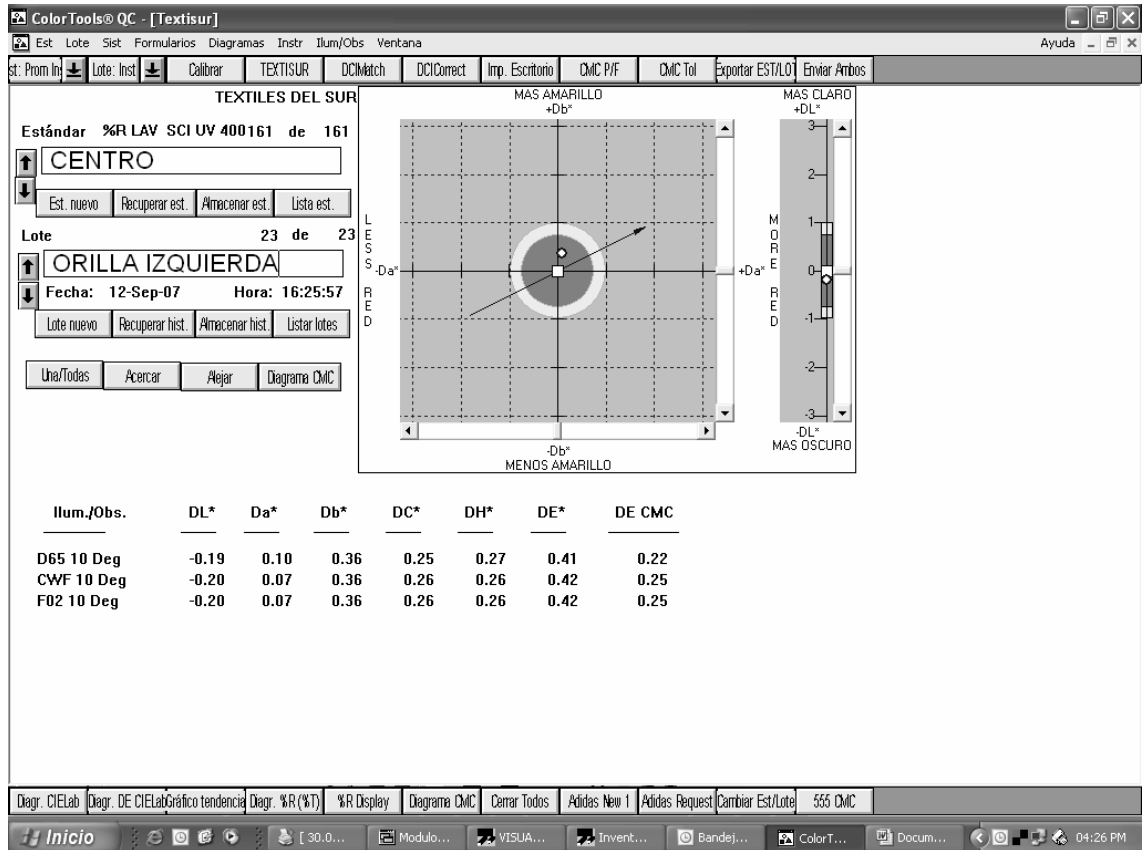 ColorTools® QC - [Textisur]
Est Lote Sist Formularios Diagramas Instr Ilum/Obs Ventana Ayuda
st: Prom In Lote: Inst Calibrar TEXTISUR DCIMatch DCICorrect Imp. Escritorio CMC P/F CMC Tol Exportar EST/LOT Enviar Ambos
TEXTILES DEL SUR
Estándar %R LAV SCI UV 400 161 de 161
CENTRO
Est. nuevo Recuperar est. Almacenar est. Lista est.
Lote 23 de 23
ORILLA IZQUIERDA
Fecha: 12-Sep-07 Hora: 16:25:57
Lote nuevo Recuperar hist. Almacenar hist. Listar lotes
Una/Todas Acercar Alejar Diagrama CMC
MAS AMARILLO
+Db*
LESS RED
-Da*
+Da*
MORE RED
-Db*
MENOS AMARILLO
MAS CLARO
+DL*
3
2
1
0
-1
-2
-3
-DL*
MAS OSCURO
Ilum./Obs. DL* Da* Db* DC* DH* DE* DE CMC
D65 10 Deg -0.19 0.10 0.36 0.25 0.27 0.41 0.22
CWF 10 Deg -0.20 0.07 0.36 0.26 0.26 0.42 0.25
F02 10 Deg -0.20 0.07 0.36 0.26 0.26 0.42 0.25
Diagr. CIELab Diagr. DE CIELab Gráfico tendencia Diagr. %R (%T) %R Display Diagrama CMC Cerrar Todos Adidas New 1 Adidas Request Cambiar Est/Lote 555 CMC
Inicio [ 30.0... Modulo... VISUA... Invent... Bandej... ColorT... Docum... 04:26 PM